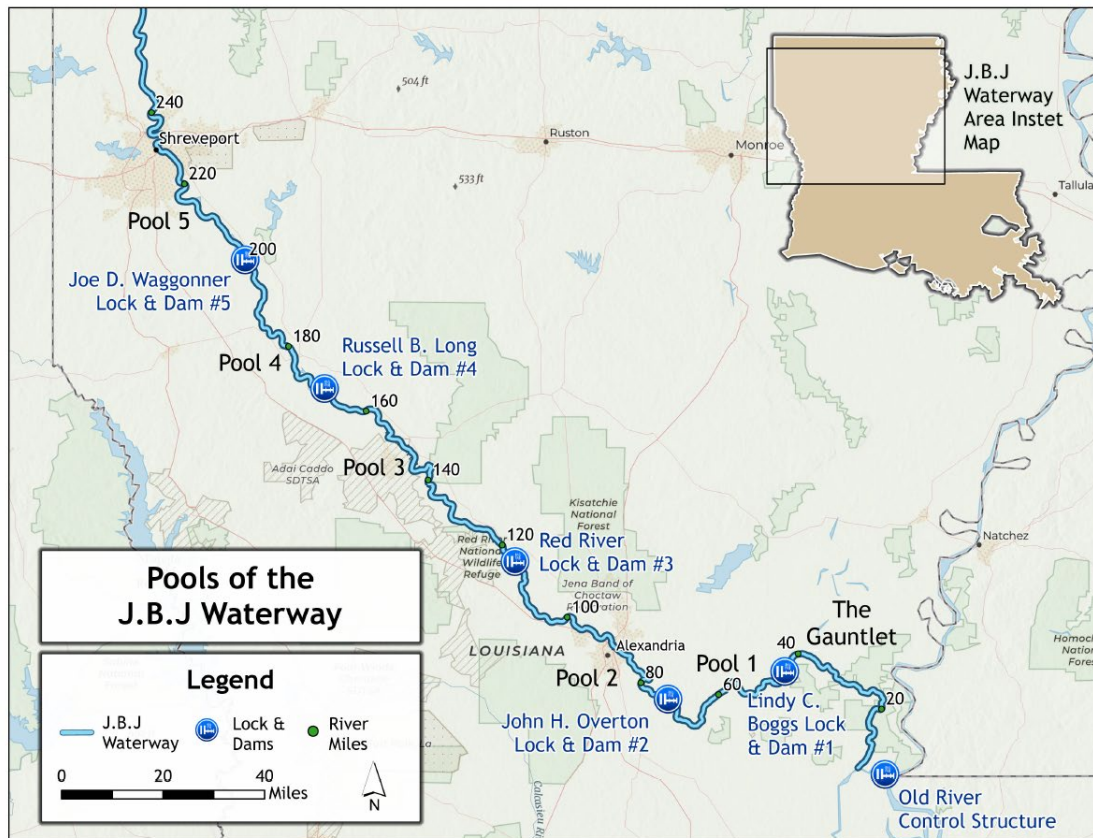 504 ft
240
Shreveport
Ruston
Monroe
J.B.J
Waterway
Area Instet
Map
Tallula
220
533 ft
Pool 5
200
Joe D. Waggonner
Lock & Dam #5
180
Russell B. Long
Lock & Dam #4
Pool 4
160
Adai Caddo
SDTSA
Pool 3
140
Kisatchie
National
Forest
120
Red River
National
Wildlife
Refuge
Red River
Lock & Dam #3
Natchez
Jena Band of
Choctaw
100
LOUISIANA
Alexandria
The
Gauntlet
Homoch
National
Forest
Pool 2
80
Pool 1
60
40
20
John H. Overton
Lock & Dam #2
Lindy C.
Boggs Lock
& Dam #1
Calcasieu Ri
Old River
Control Structure
Pools of the
J.B.J Waterway
Legend
J.B.J
Waterway
Lock &
Dams
River
Miles
0 20 40
Miles
N